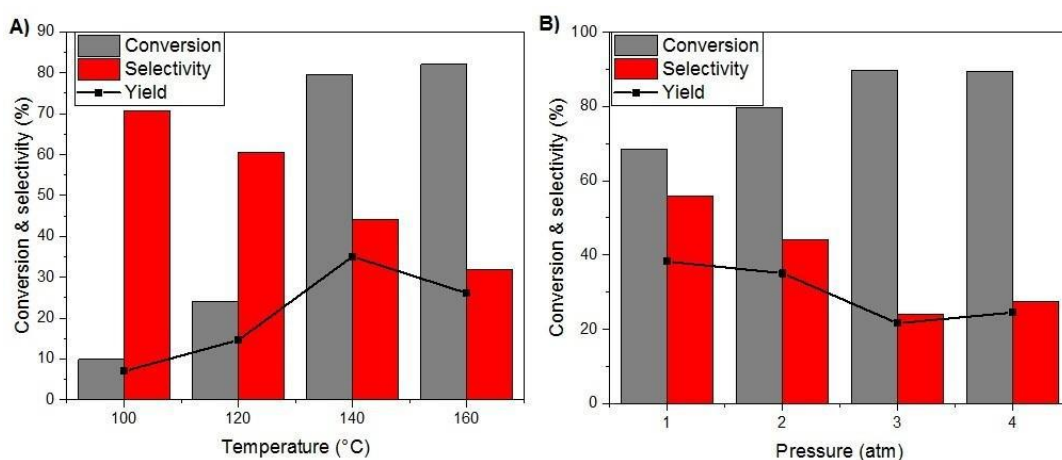 A)
Conversion
Selectivity
Yield
Conversion & selectivity (%)
90
80
70
60
50
40
30
20
10
0
100 120 140 160
Temperature (°C)
B)
Conversion
Selectivity
Yield
Conversion & selectivity (%)
100
80
60
40
20
0
1 2 3 4
Pressure (atm)